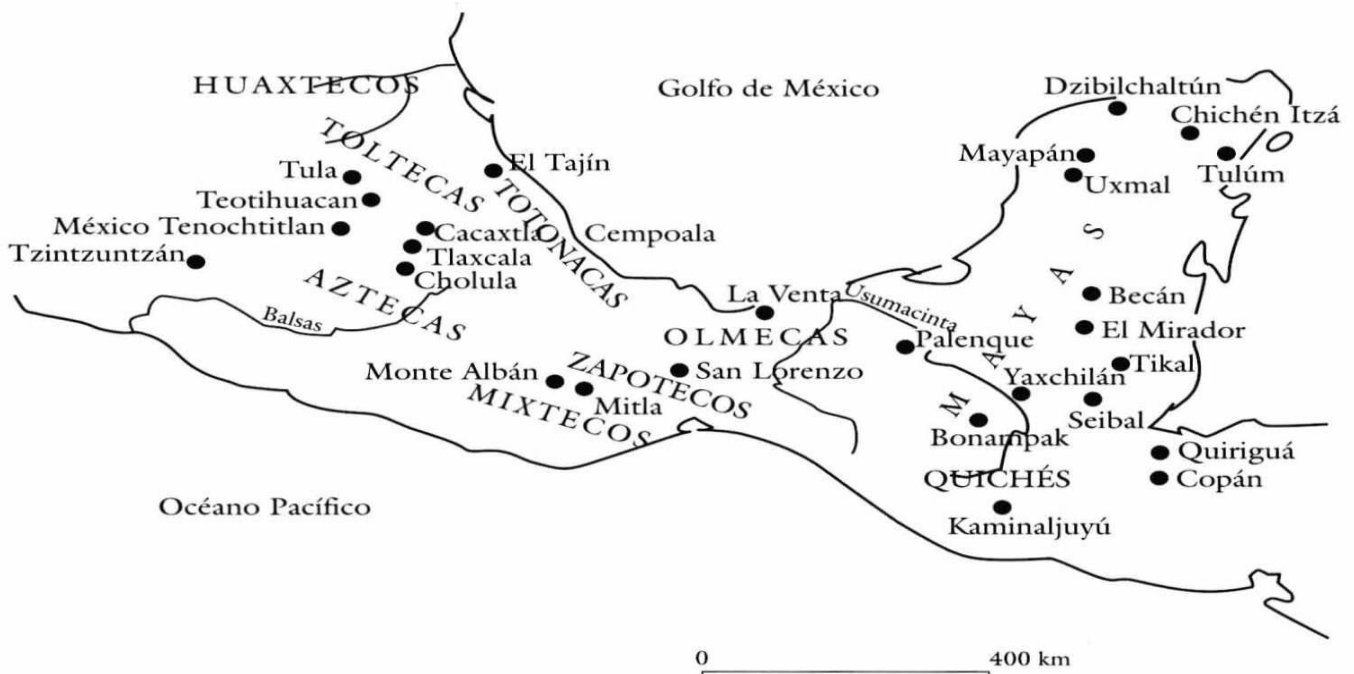 HUAXTECOS
Golfo de México
Dzibilchaltún
Chichén Itzá
TOLTECAS
El Tajín
Mayapán
Tulúm
Tula
Uxmal
Teotihuacan
TOTONACAS
México Tenochtitlan
Cacaxtla
Cempoala
Tzintzuntzán
Tlaxcala
Cholula
AZTECAS
MAYAS
La Venta
Usumacinta
Becán
Balsas
OLMECAS
El Mirador
Palenque
Tikal
Monte Albán
ZAPOTECOS
San Lorenzo
Yaxchilán
Mitla
MIXTECOS
Seibal
Bonampak
Quiriguá
QUICHÉS
Copán
Océano Pacífico
Kaminaljuyú
0 400 km